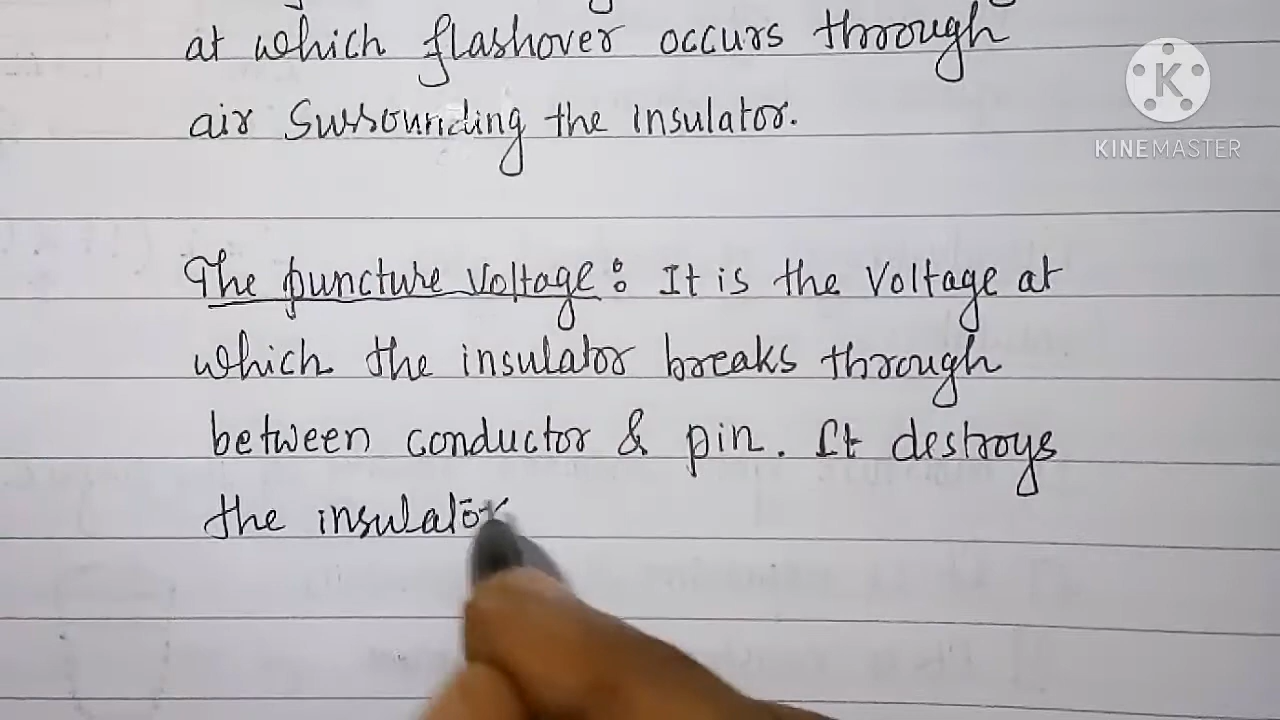 at which flashover occurs through
air Surrounding the insulator.
The puncture Voltage: It is the Voltage at
which the insulator breaks through
between conductor & pin. It destroys
the insulator
K
KINEMASTER